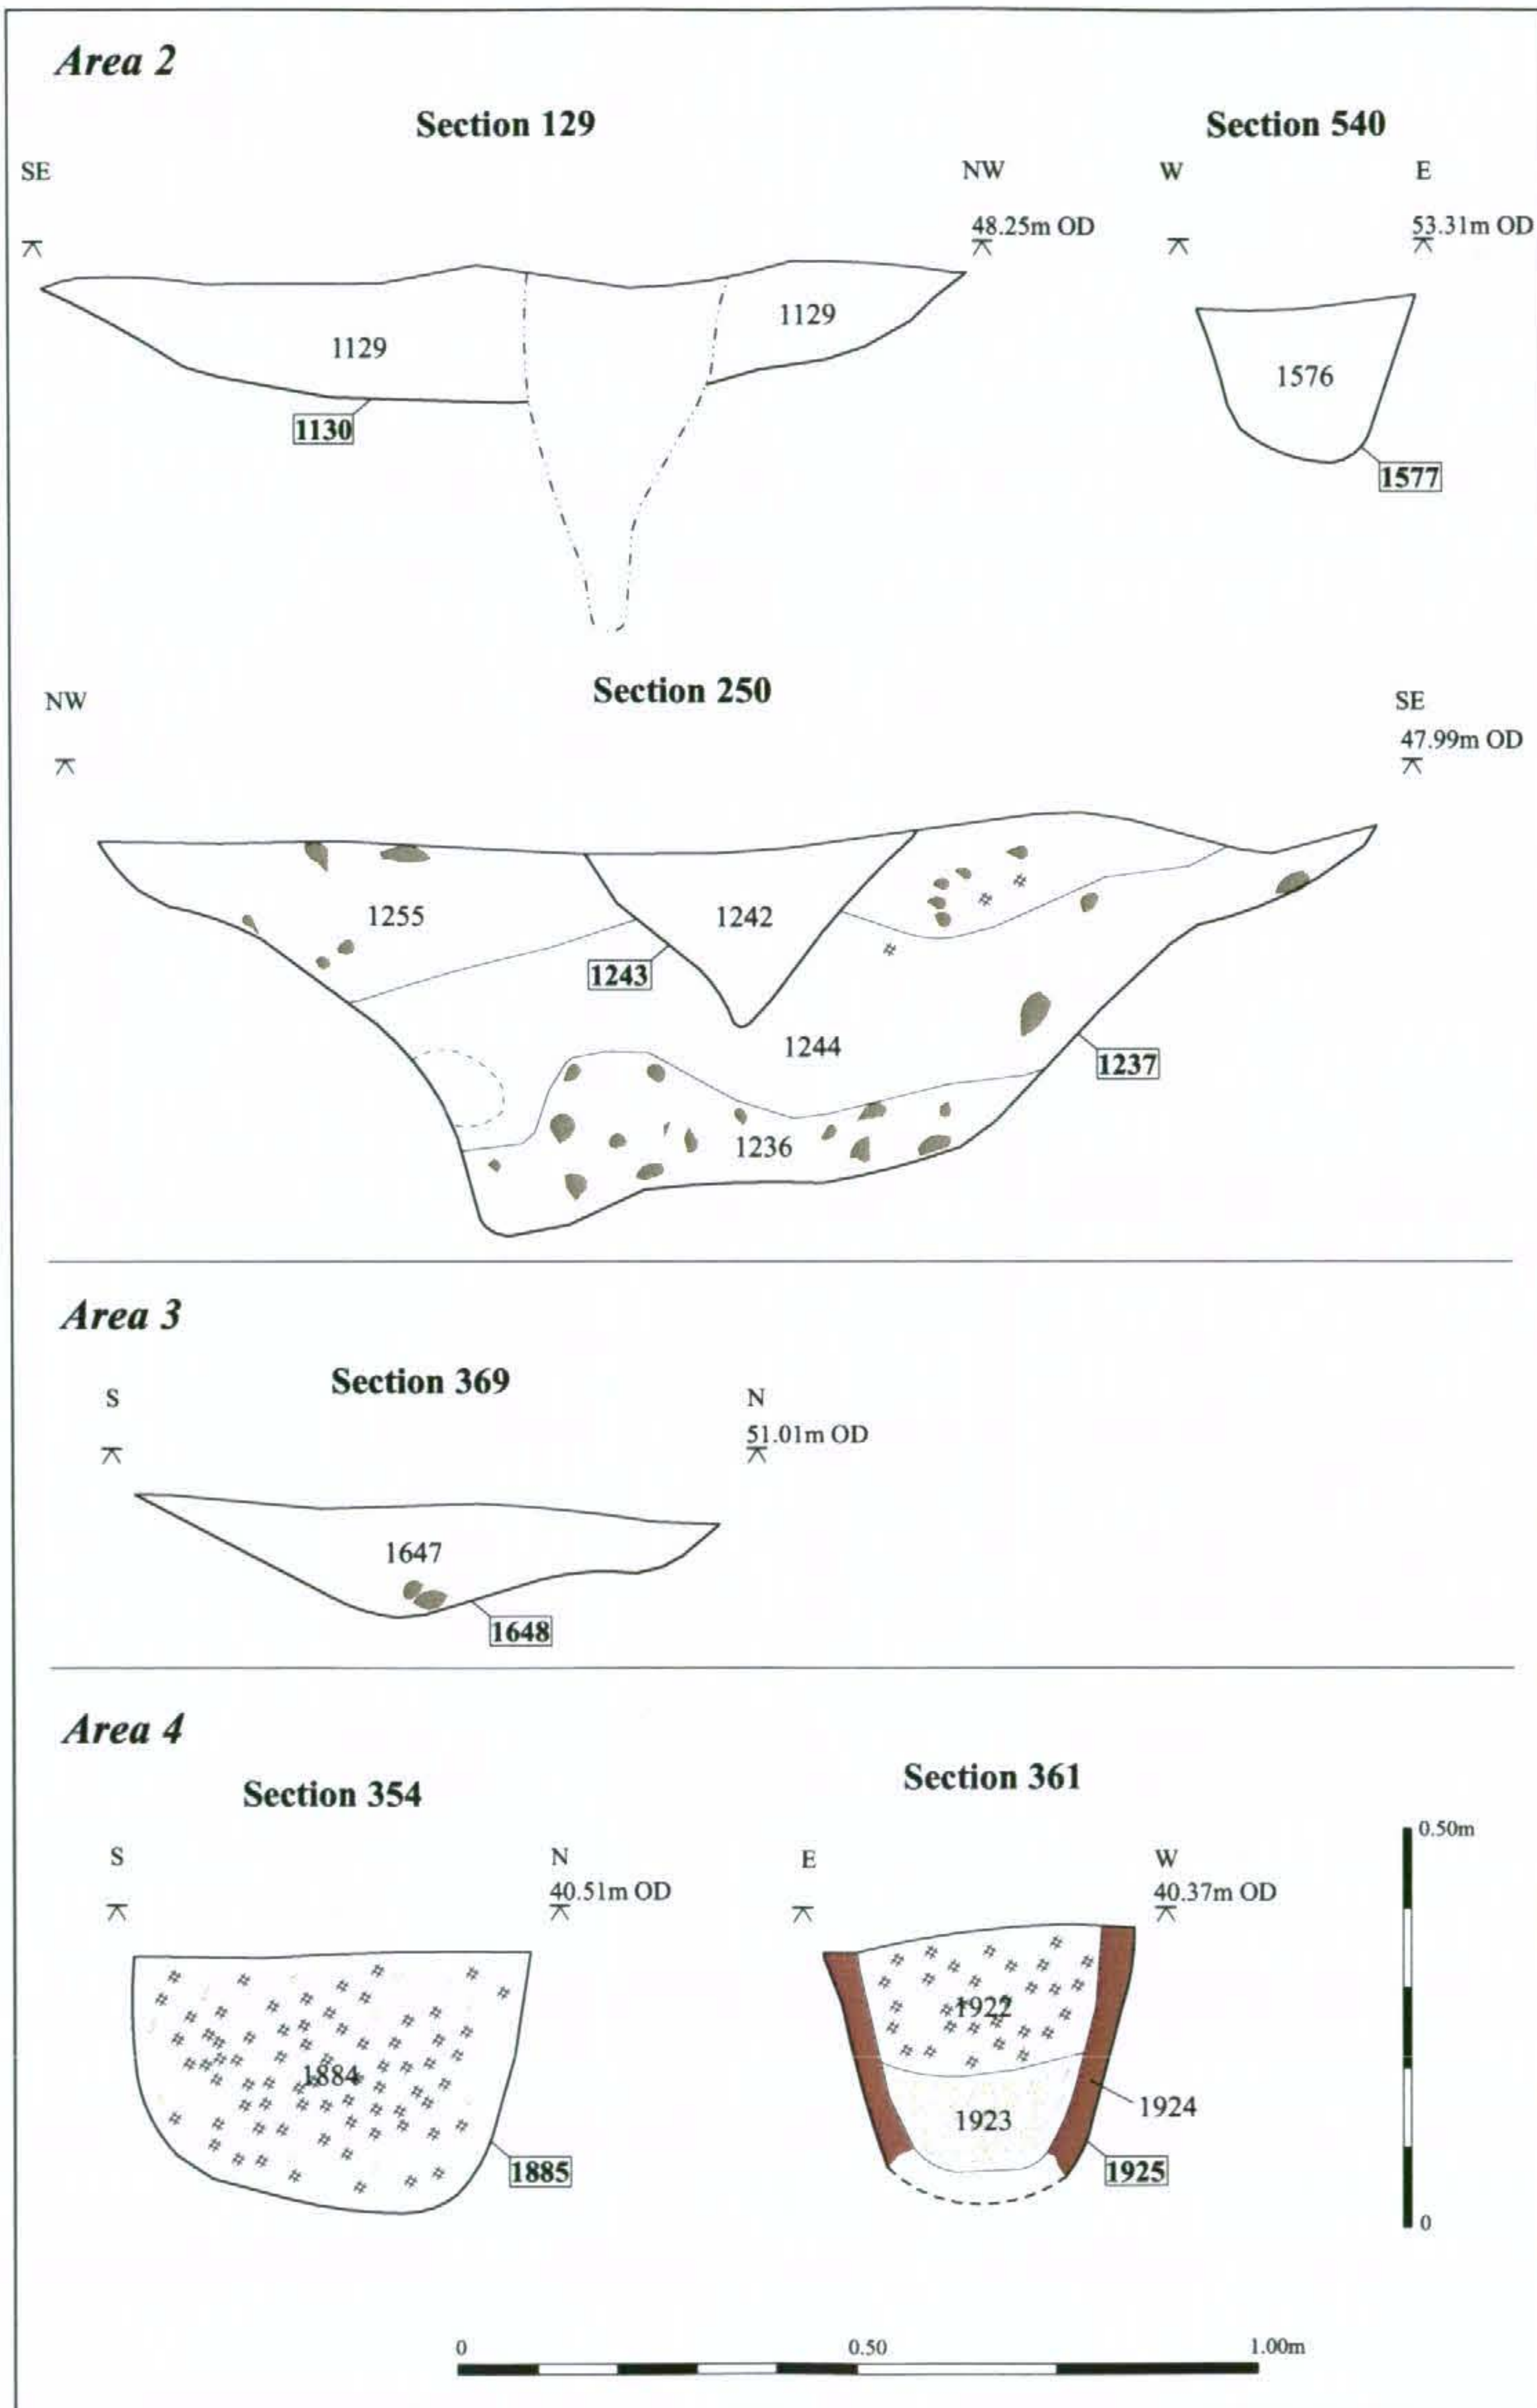 Area 2
Section 129
Section 540
SE
NW
W
E
48.25m OD
53.31m OD
1129
1129
1576
1130
1577
Section 250
NW
SE
47.99m OD
1255
1242
1243
1244
1237
1236
Area 3
Section 369
S
N
51.01m OD
1647
1648
Area 4
Section 354
Section 361
0.50m
S
N
E
W
40.51m OD
40.37m OD
1922
1884
1923
1924
1885
1925
0
0
0.50
1.00m